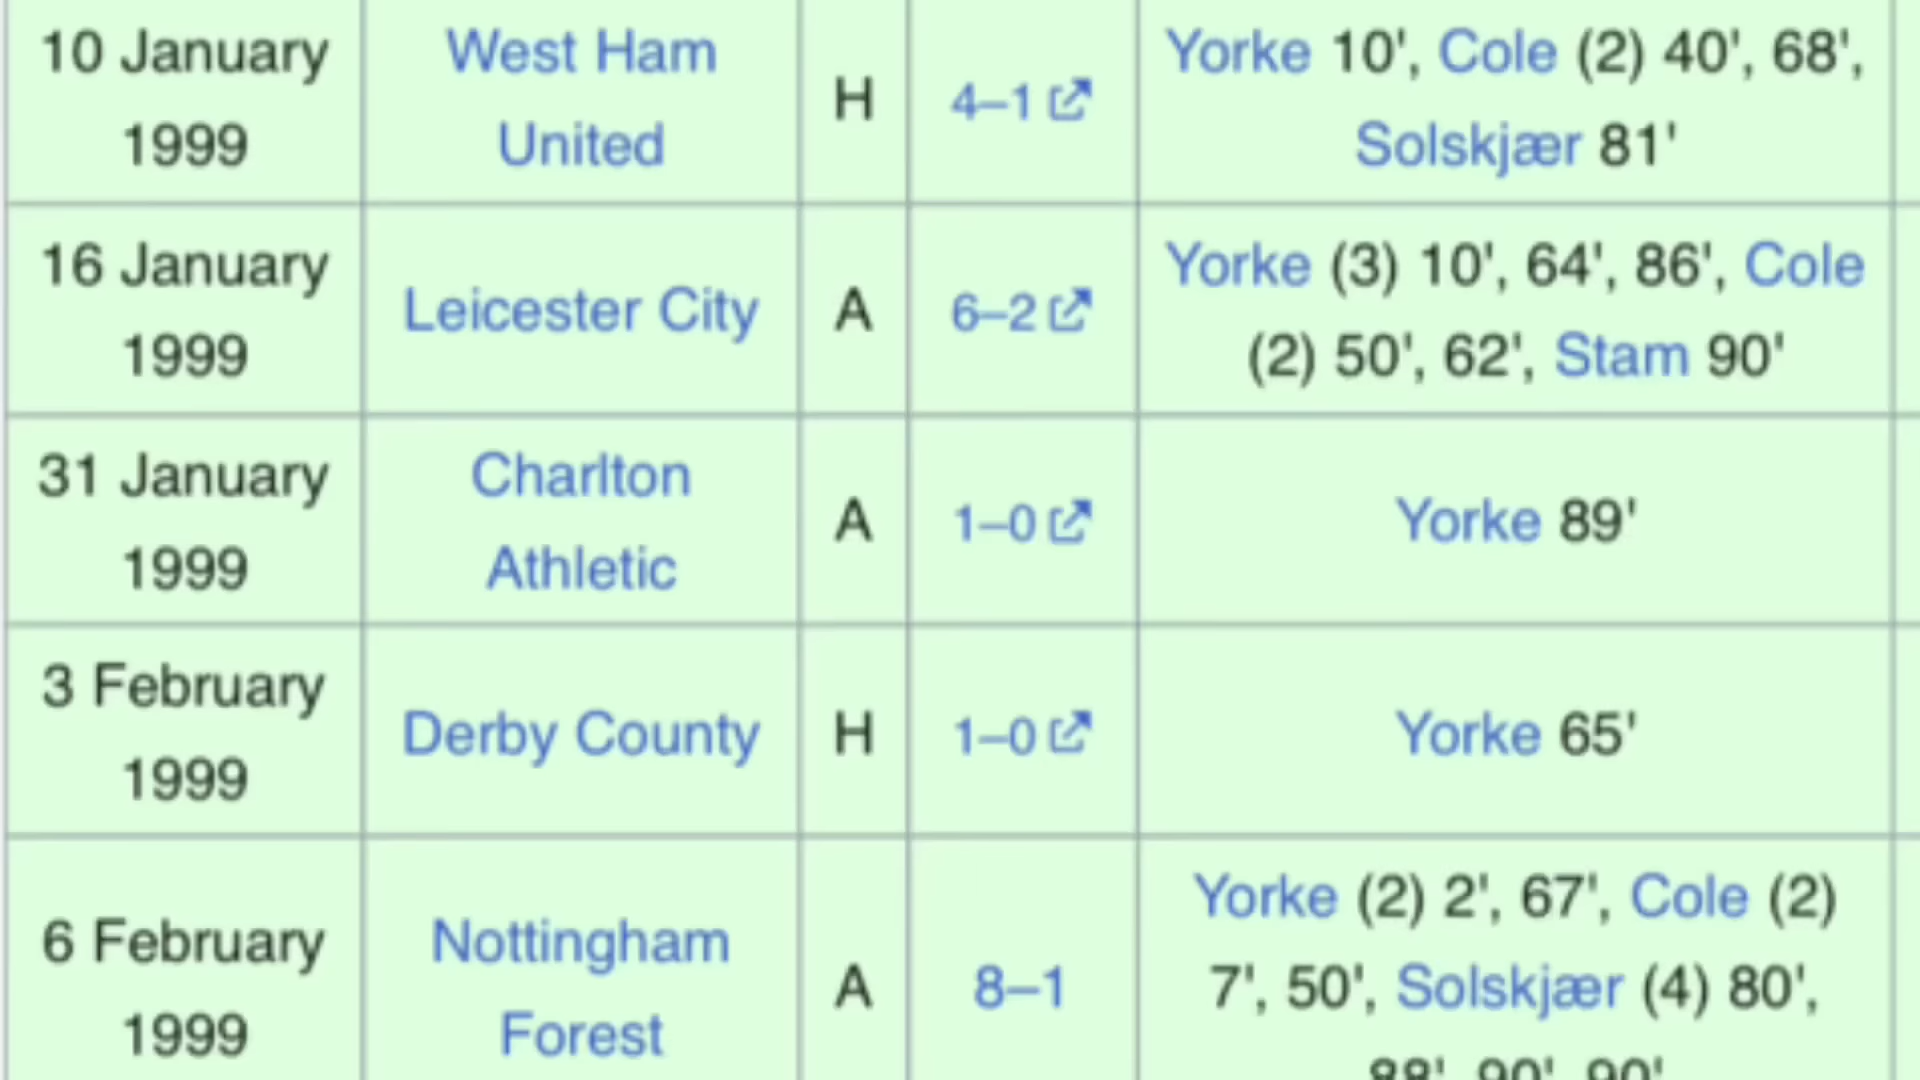 10 January
1999
West Ham
United
H
4–1
Yorke 10', Cole (2) 40', 68',
Solskjær 81'
16 January
1999
Leicester City
A
6–2
Yorke (3) 10', 64', 86', Cole
(2) 50', 62', Stam 90'
31 January
1999
Charlton
Athletic
A
1–0
Yorke 89'
3 February
1999
Derby County
H
1–0
Yorke 65'
6 February
1999
Nottingham
Forest
A
8–1
Yorke (2) 2', 67', Cole (2)
7', 50', Solskjær (4) 80',
88', 90', 90'